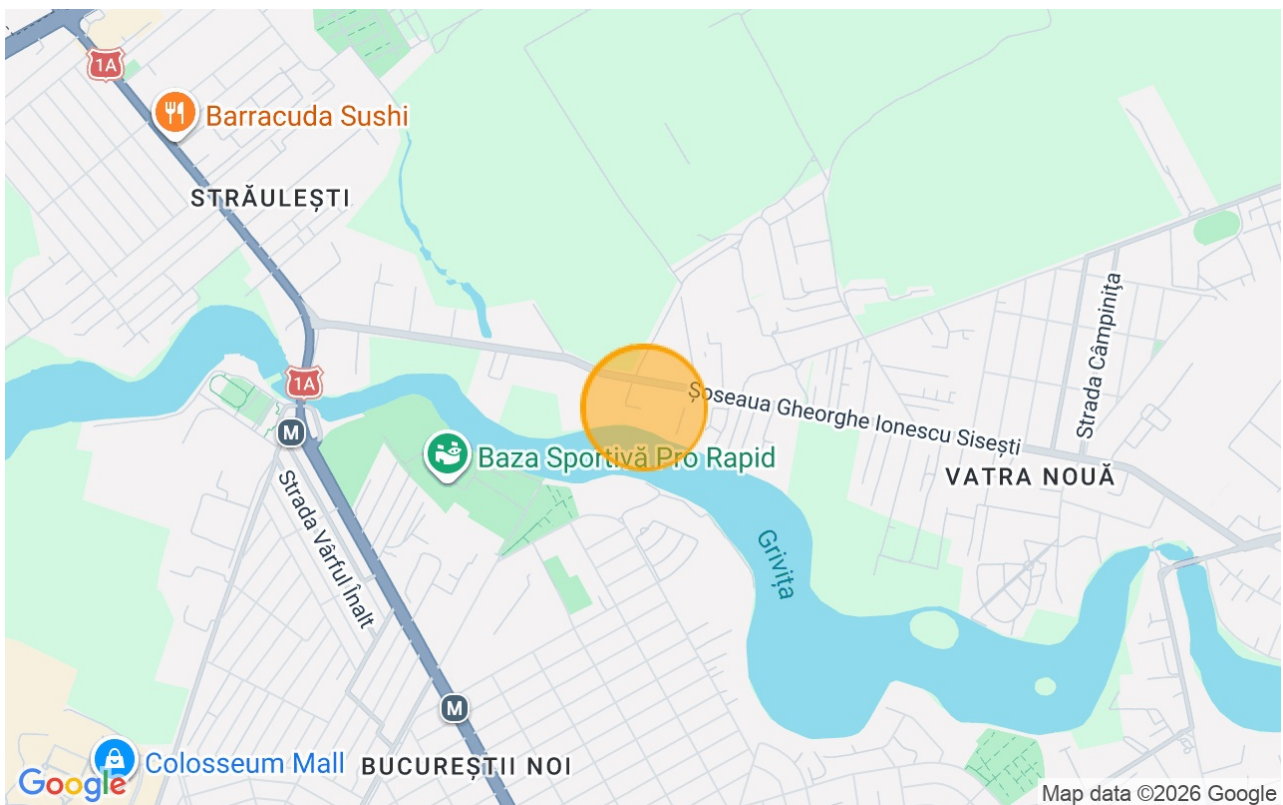 1A
Barracuda Sushi
STRĂULEȘTI
Strada Câmpinița
1A
Șoseaua Gheorghe Ionescu Sisești
M
Baza Sportivă Pro Rapid
VATRA NOUĂ
Strada Vârful Înalt
Grivița
M
Colosseum Mall
BUCUREȘTII NOI
Google
Map data ©2026 Google